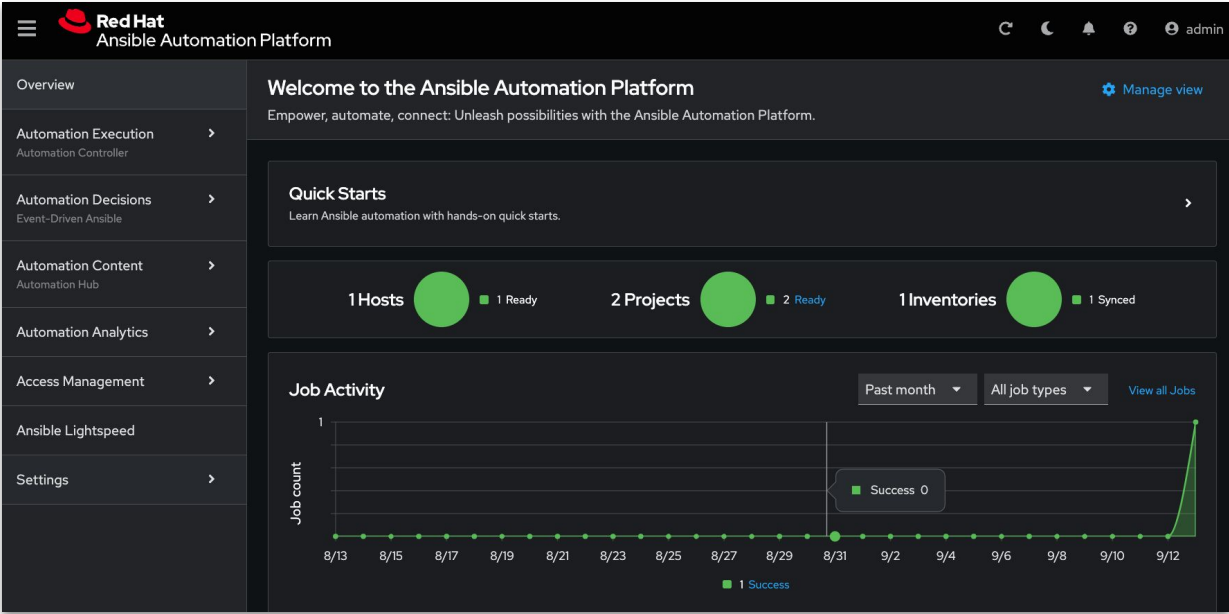 Red Hat
Ansible Automation Platform
admin
Overview
Automation Execution
Automation Controller
Automation Decisions
Event-Driven Ansible
Automation Content
Automation Hub
Automation Analytics
Access Management
Ansible Lightspeed
Settings
Welcome to the Ansible Automation Platform
Manage view
Empower, automate, connect: Unleash possibilities with the Ansible Automation Platform.
Quick Starts
Learn Ansible automation with hands-on quick starts.
1 Hosts 1 Ready 2 Projects 2 Ready 1 Inventories 1 Synced
Job Activity Past month All job types View all Jobs
1
Job count
Success 0
8/13 8/15 8/17 8/19 8/21 8/23 8/25 8/27 8/29 8/31 9/2 9/4 9/6 9/8 9/10 9/12
1 Success